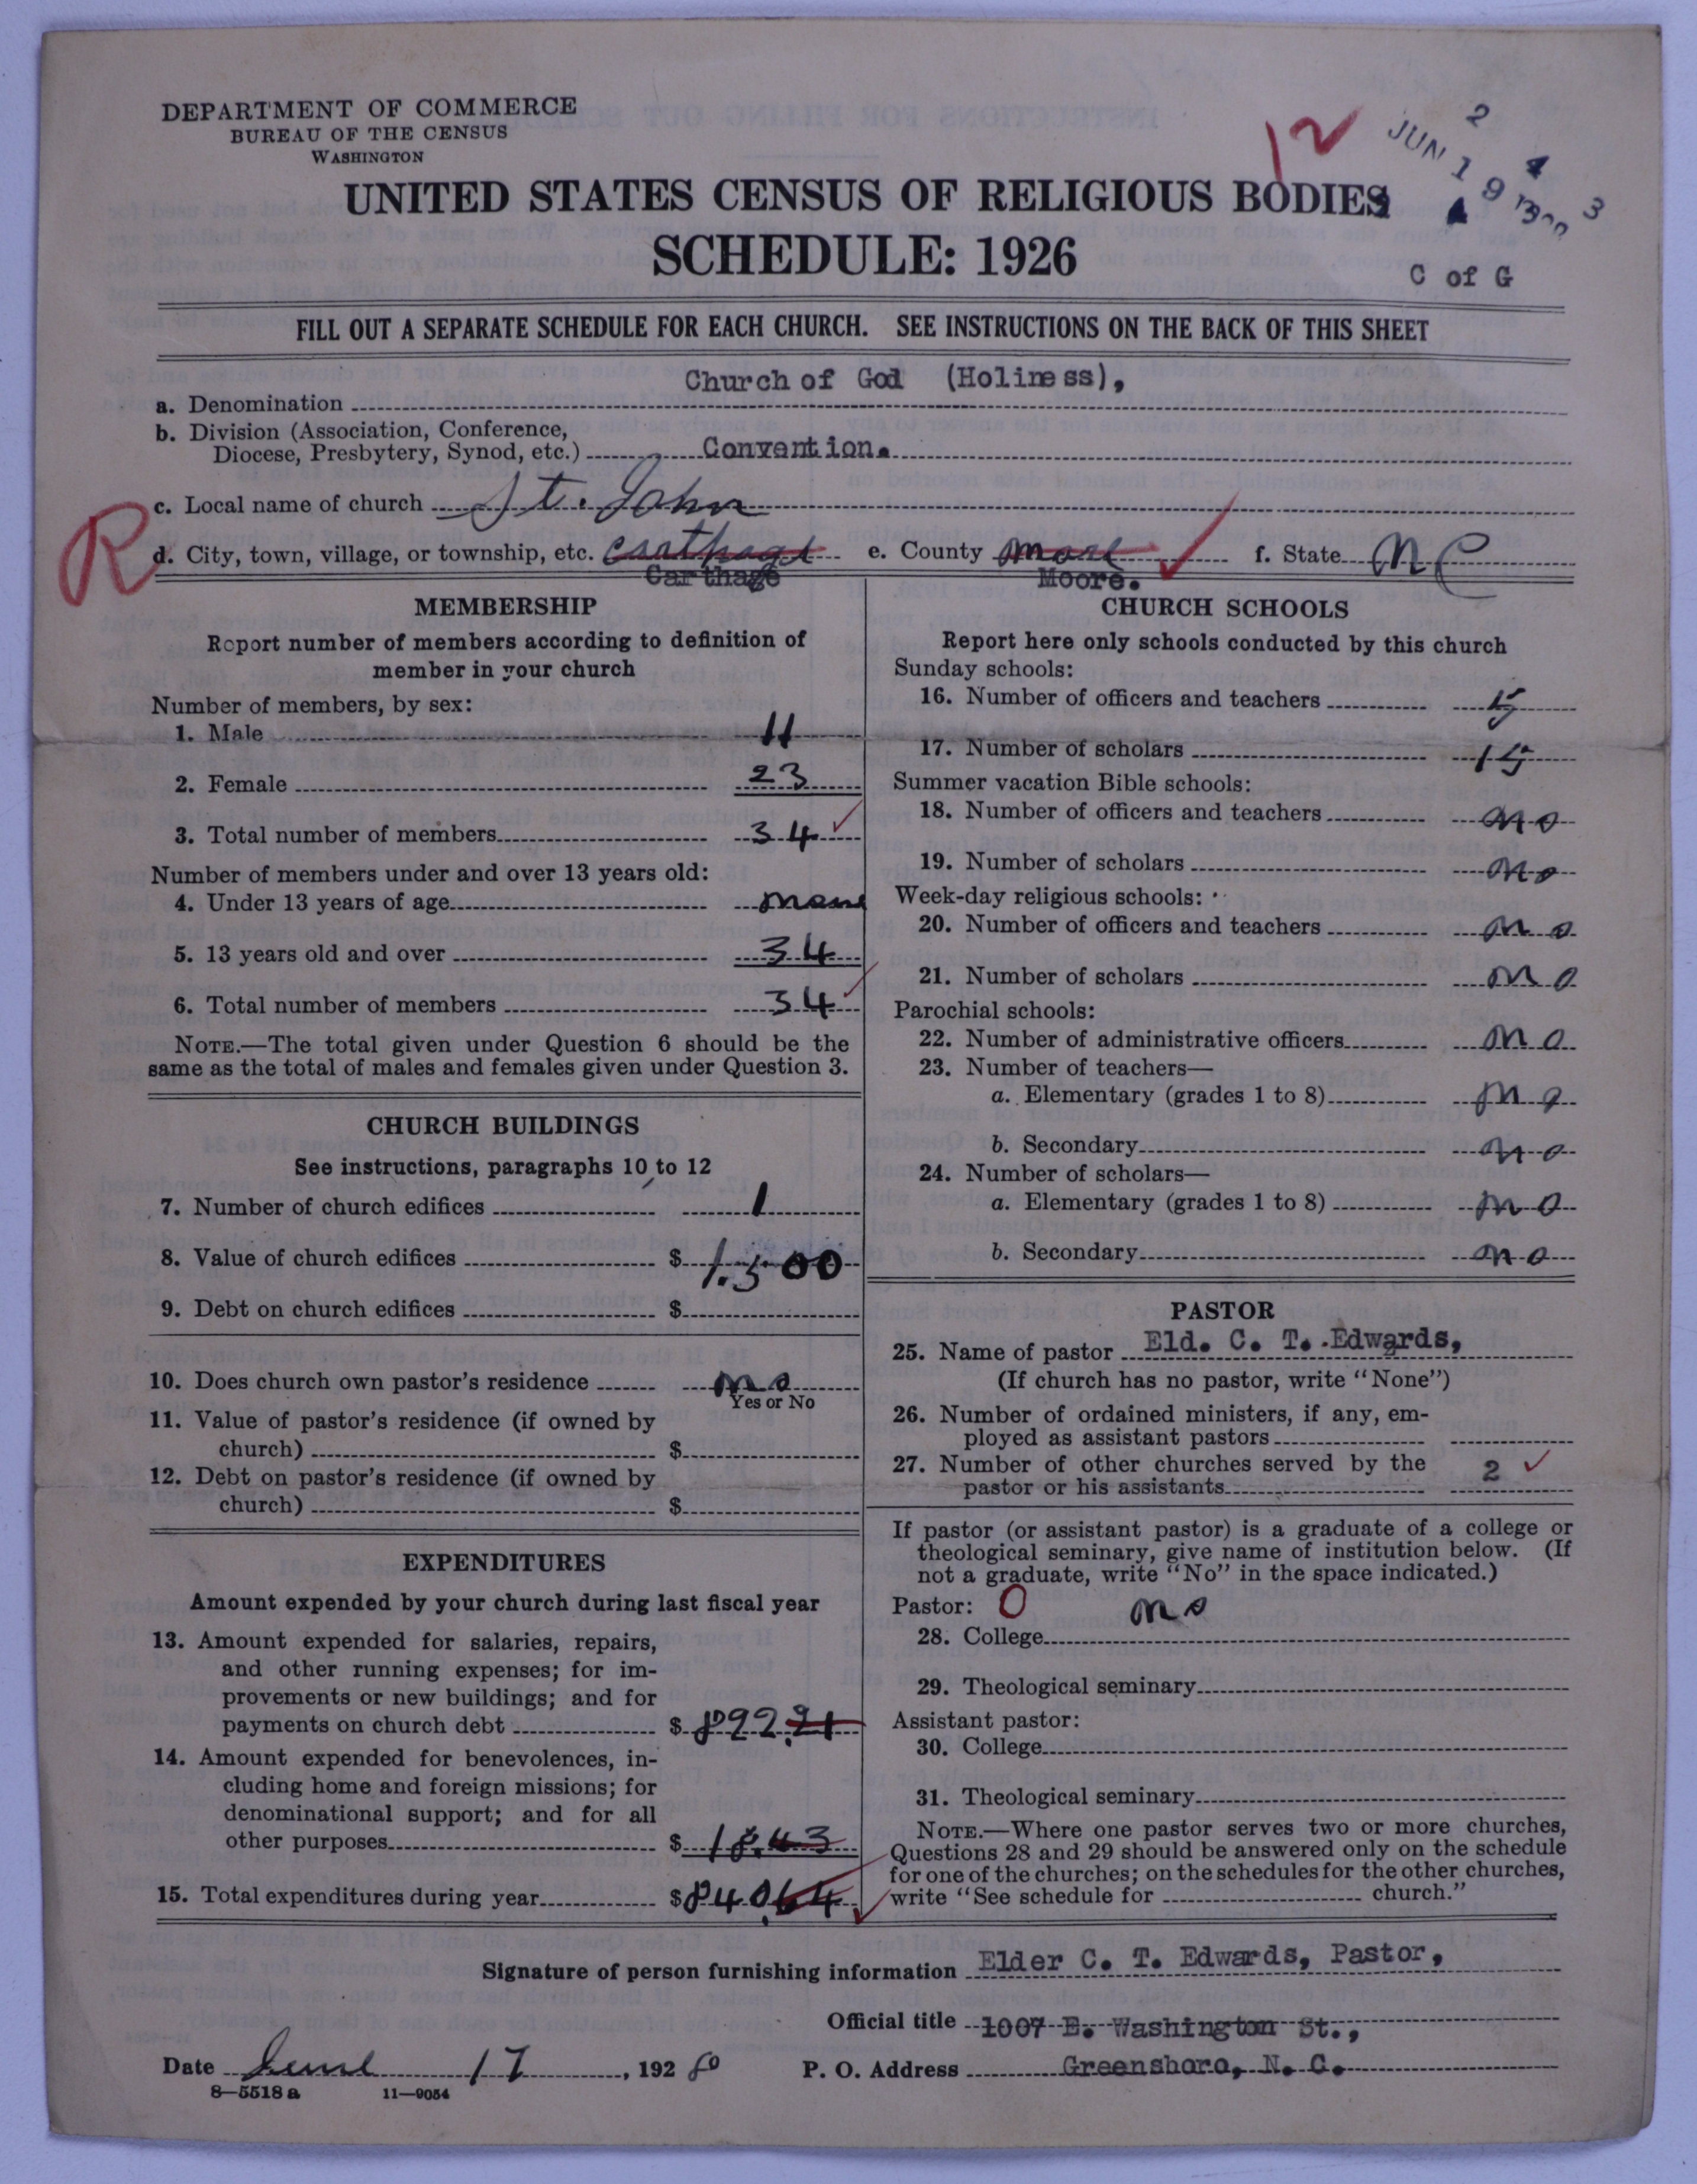 DEPARTMENT OF COMMERCE
BUREAU OF THE CENSUS
WASHINGTON
12
2
JUN 19
4
3
UNITED STATES CENSUS OF RELIGIOUS BODIES
SCHEDULE: 1926
C of G
FILL OUT A SEPARATE SCHEDULE FOR EACH CHURCH. SEE INSTRUCTIONS ON THE BACK OF THIS SHEET
a. Denomination Church of God (Holiness),
b. Division (Association, Conference,
Diocese, Presbytery, Synod, etc.) Convention.
c. Local name of church St. John
R
d. City, town, village, or township, etc. Carthage e. County Moore. f. State N C
MEMBERSHIP
Report number of members according to definition of
member in your church
Number of members, by sex:
1. Male 11
2. Female 23
3. Total number of members 34
Number of members under and over 13 years old:
4. Under 13 years of age none
5. 13 years old and over 34
6. Total number of members 34
NOTE.—The total given under Question 6 should be the
same as the total of males and females given under Question 3.
CHURCH BUILDINGS
See instructions, paragraphs 10 to 12
7. Number of church edifices 1
8. Value of church edifices $ 1.500
9. Debt on church edifices $
10. Does church own pastor's residence no
Yes or No
11. Value of pastor's residence (if owned by
church) $
12. Debt on pastor's residence (if owned by
church) $
EXPENDITURES
Amount expended by your church during last fiscal year
13. Amount expended for salaries, repairs,
and other running expenses; for im-
provements or new buildings; and for
payments on church debt $ 822.21
14. Amount expended for benevolences, in-
cluding home and foreign missions; for
denominational support; and for all
other purposes $ 18.43
15. Total expenditures during year $ 840.64
CHURCH SCHOOLS
Report here only schools conducted by this church
Sunday schools:
16. Number of officers and teachers 5
17. Number of scholars 15
Summer vacation Bible schools:
18. Number of officers and teachers no
19. Number of scholars no
Week-day religious schools:
20. Number of officers and teachers no
21. Number of scholars no
Parochial schools:
22. Number of administrative officers no
23. Number of teachers—
a. Elementary (grades 1 to 8) no
b. Secondary no
24. Number of scholars—
a. Elementary (grades 1 to 8) no
b. Secondary no
PASTOR
25. Name of pastor Eld. C. T. Edwards,
(If church has no pastor, write "None")
26. Number of ordained ministers, if any, em-
ployed as assistant pastors
27. Number of other churches served by the
pastor or his assistants 2
If pastor (or assistant pastor) is a graduate of a college or
theological seminary, give name of institution below. (If
not a graduate, write "No" in the space indicated.)
Pastor: 0 no
28. College
29. Theological seminary
Assistant pastor:
30. College
31. Theological seminary
NOTE.—Where one pastor serves two or more churches,
Questions 28 and 29 should be answered only on the schedule
for one of the churches; on the schedules for the other churches,
write "See schedule for church."
Signature of person furnishing information Elder C. T. Edwards, Pastor,
Official title 1007 E. Washington St.,
Date June 17, 1928 P. O. Address Greensboro, N. C.
8—5518 a 11—9054